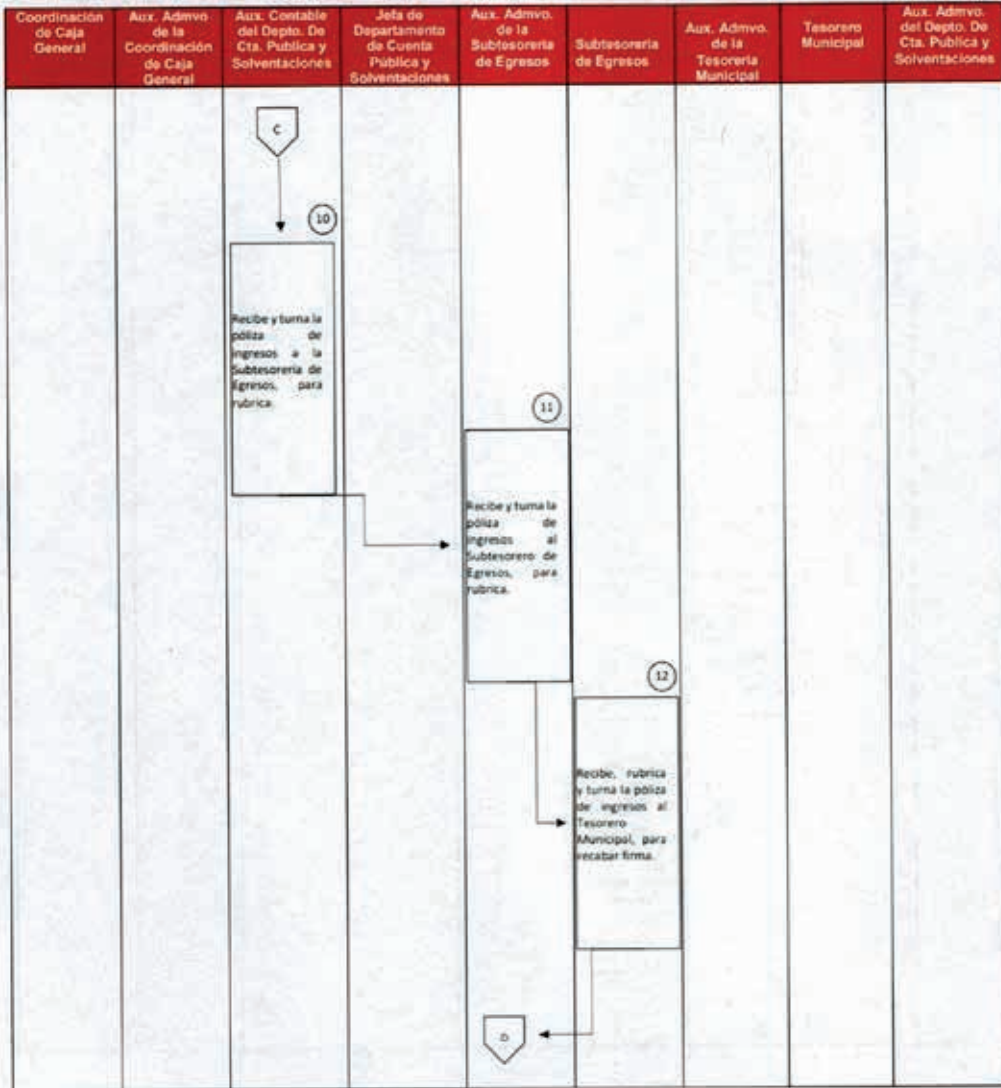 Coordinación
de Caja
General
Aux. Admvo
de la
Coordinación
de Caja
General
Aux. Contable
del Depto. De
Cta. Publica y
Solventaciones
Jefa de
Departamento
de Cuenta
Pública y
Solventaciones
Aux. Admvo.
de la
Subtesorería
de Egresos
Subtesorería
de Egresos
Aux. Admvo.
de la
Tesorería
Municipal
Tesorero
Municipal
Aux. Admvo.
del Depto. De
Cta. Publica y
Solventaciones
C
10
Recibe y turna la
póliza de
ingresos a la
Subtesorería de
Egresos, para
rubrica.
11
Recibe y turna la
póliza de
ingresos al
Subtesorero de
Egresos, para
rubrica.
12
Recibe, rubrica
y turna la póliza
de ingresos al
Tesorero
Municipal, para
recabar firma.
D